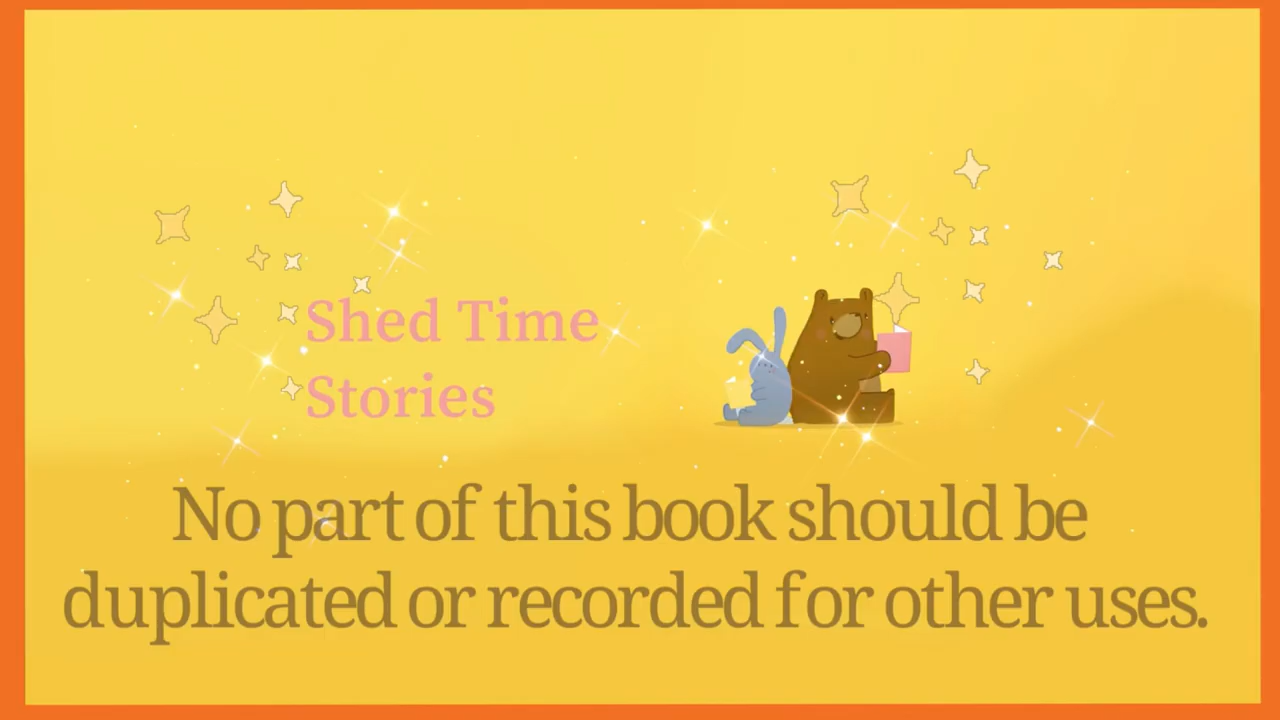 Shed Time
Stories
No part of this book should be
duplicated or recorded for other uses.